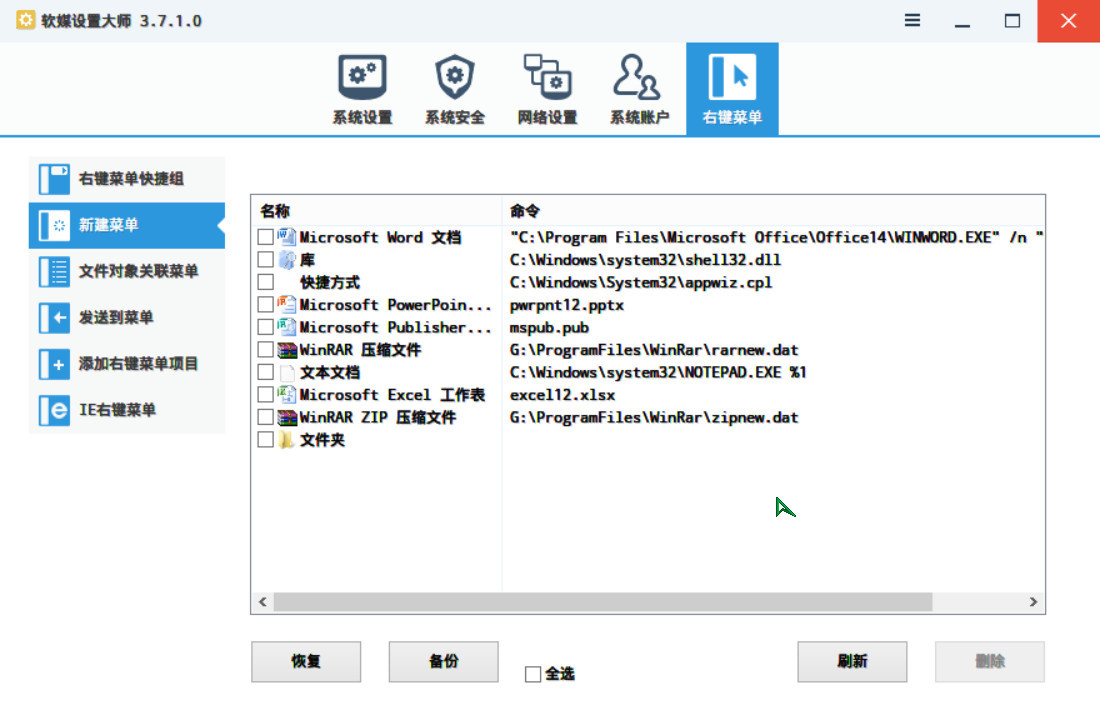 软媒设置大师 3.7.1.0
系统设置 系统安全 网络设置 系统账户 右键菜单
右键菜单快捷组
新建菜单
文件对象关联菜单
发送到菜单
添加右键菜单项目
IE右键菜单
名称 命令
Microsoft Word 文档 "C:\Program Files\Microsoft Office\Office14\WINWORD.EXE" /n "
库 C:\Windows\system32\shell32.dll
快捷方式 C:\Windows\System32\appwiz.cpl
Microsoft PowerPoin... pwrpnt12.pptx
Microsoft Publisher... mspub.pub
WinRAR 压缩文件 G:\ProgramFiles\WinRar\rarnew.dat
文本文档 C:\Windows\system32\NOTEPAD.EXE %1
Microsoft Excel 工作表 excel12.xlsx
WinRAR ZIP 压缩文件 G:\ProgramFiles\WinRar\zipnew.dat
文件夹
恢复 备份 全选 刷新 删除